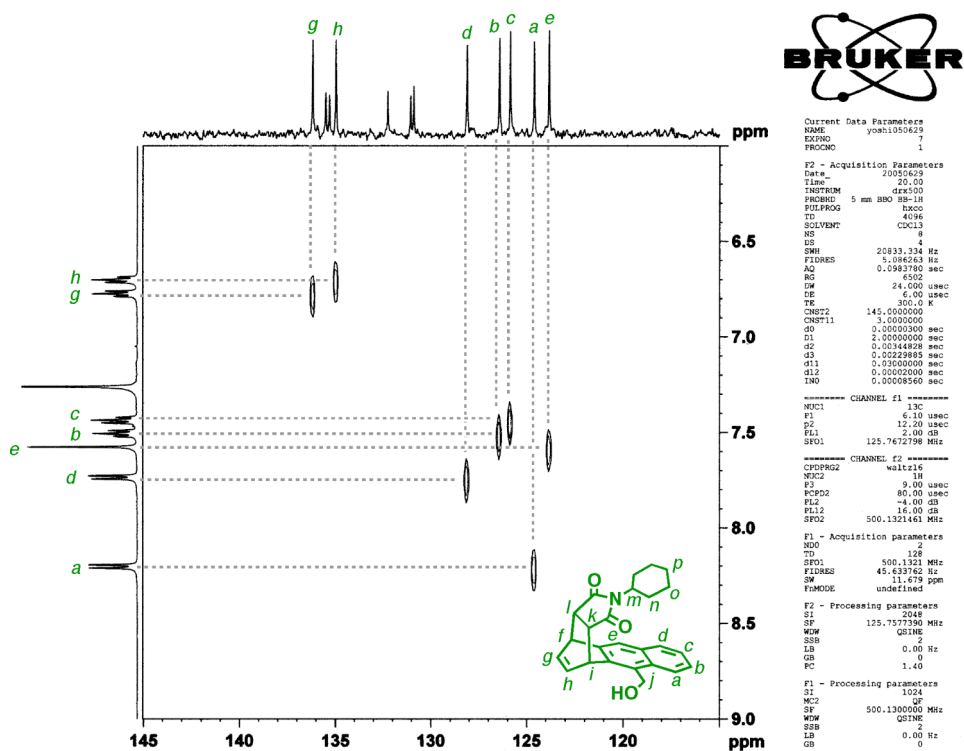 g h d b c a e
BRUKER
ppm
6.5
7.0
7.5
8.0
8.5
9.0
h
g
c
b
e
d
a
145 140 135 130 125 120 ppm
p
O N m o
n
l k
O
f e d
c
g b
h i j a
HO
Current Data Parameters
NAME yoshi050629
EXPNO 7
PROCNO 1
F2 - Acquisition Parameters
Date_ 20050629
Time 20.00
INSTRUM drx500
PROBHD 5 mm BBO BB-1H
PULPROG hxco
TD 4096
SOLVENT CDCl3
NS 8
DS 4
SWH 20833.334 Hz
FIDRES 5.086263 Hz
AQ 0.0983780 sec
RG 6502
DW 24.000 usec
DE 6.00 usec
TE 300.0 K
CNST2 145.0000000
CNST11 3.0000000
d0 0.00000300 sec
D1 2.00000000 sec
d2 0.00344828 sec
d3 0.00229885 sec
d11 0.03000000 sec
d12 0.00002000 sec
IN0 0.00008560 sec
======== CHANNEL f1 ========
NUC1 13C
P1 6.10 usec
p2 12.20 usec
PL1 2.00 dB
SFO1 125.7672798 MHz
======== CHANNEL f2 ========
CPDPRG2 waltz16
NUC2 1H
P3 9.00 usec
PCPD2 80.00 usec
PL2 -4.00 dB
PL12 16.00 dB
SFO2 500.1321461 MHz
F1 - Acquisition parameters
ND0 2
TD 128
SFO1 500.1321 MHz
FIDRES 45.633762 Hz
SW 11.679 ppm
FnMODE undefined
F2 - Processing parameters
SI 2048
SF 125.7577390 MHz
WDW QSINE
SSB 2
LB 0.00 Hz
GB 0
PC 1.40
F1 - Processing parameters
SI 1024
MC2 QF
SF 500.1300000 MHz
WDW QSINE
SSB 2
LB 0.00 Hz
GB 0